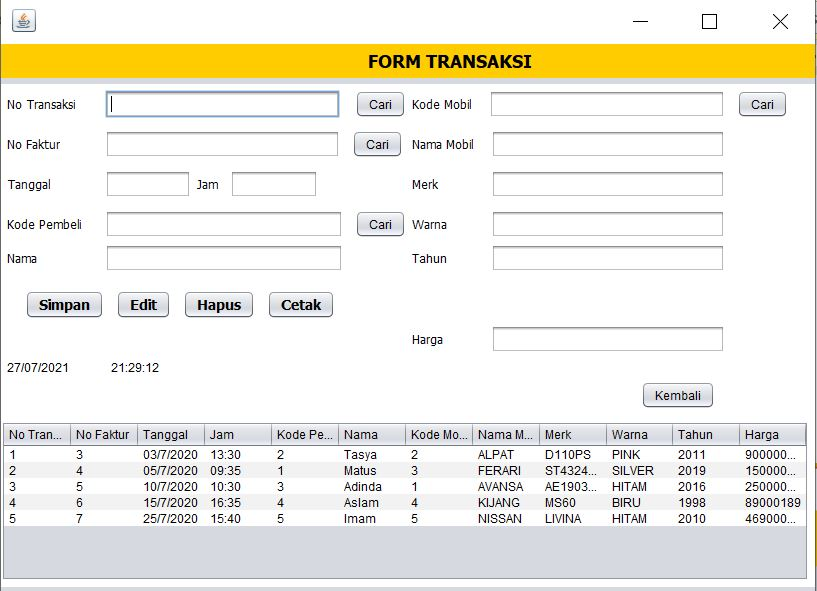 FORM TRANSAKSI
No Transaksi Cari Kode Mobil Cari
No Faktur Cari Nama Mobil
Tanggal Jam Merk
Kode Pembeli Cari Warna
Nama Tahun
Simpan Edit Hapus Cetak
Harga
27/07/2021 21:29:12
Kembali
No Tran... No Faktur Tanggal Jam Kode Pe... Nama Kode Mo... Nama M... Merk Warna Tahun Harga
1 3 03/7/2020 13:30 2 Tasya 2 ALPAT D110PS PINK 2011 900000...
2 4 05/7/2020 09:35 1 Matus 3 FERARI ST4324... SILVER 2019 150000...
3 5 10/7/2020 10:30 3 Adinda 1 AVANSA AE1903... HITAM 2016 250000...
4 6 15/7/2020 16:35 4 Aslam 4 KIJANG MS60 BIRU 1998 89000189
5 7 25/7/2020 15:40 5 Imam 5 NISSAN LIVINA HITAM 2010 469000...